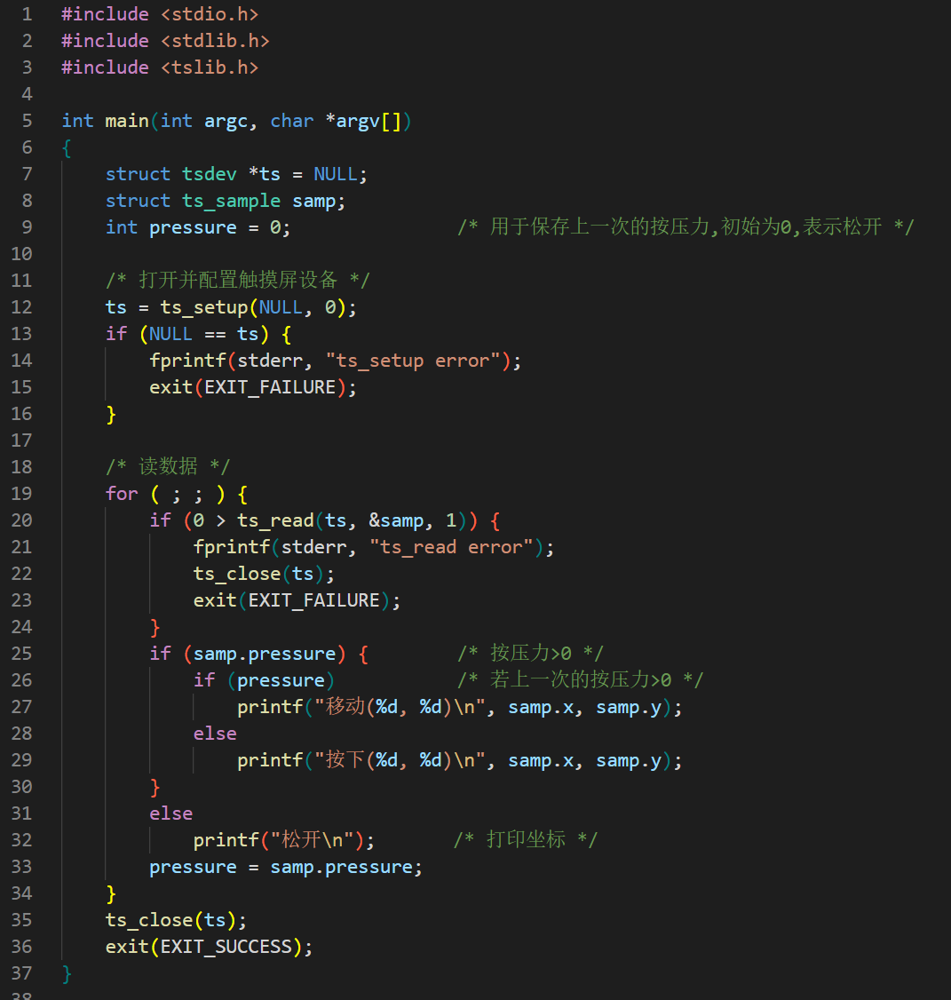 1 #include <stdio.h>
2 #include <stdlib.h>
3 #include <tslib.h>
4
5 int main(int argc, char *argv[])
6 {
7     struct tsdev *ts = NULL;
8     struct ts_sample samp;
9     int pressure = 0;               /* 用于保存上一次的按压力,初始为0,表示松开 */
10
11     /* 打开并配置触摸屏设备 */
12     ts = ts_setup(NULL, 0);
13     if (NULL == ts) {
14         fprintf(stderr, "ts_setup error");
15         exit(EXIT_FAILURE);
16     }
17
18     /* 读数据 */
19     for ( ; ; ) {
20         if (0 > ts_read(ts, &samp, 1)) {
21             fprintf(stderr, "ts_read error");
22             ts_close(ts);
23             exit(EXIT_FAILURE);
24         }
25         if (samp.pressure) {        /* 按压力>0 */
26             if (pressure)           /* 若上一次的按压力>0 */
27                 printf("移动(%d, %d)\n", samp.x, samp.y);
28             else
29                 printf("按下(%d, %d)\n", samp.x, samp.y);
30         }
31         else
32             printf("松开\n");       /* 打印坐标 */
33         pressure = samp.pressure;
34     }
35     ts_close(ts);
36     exit(EXIT_SUCCESS);
37 }
38